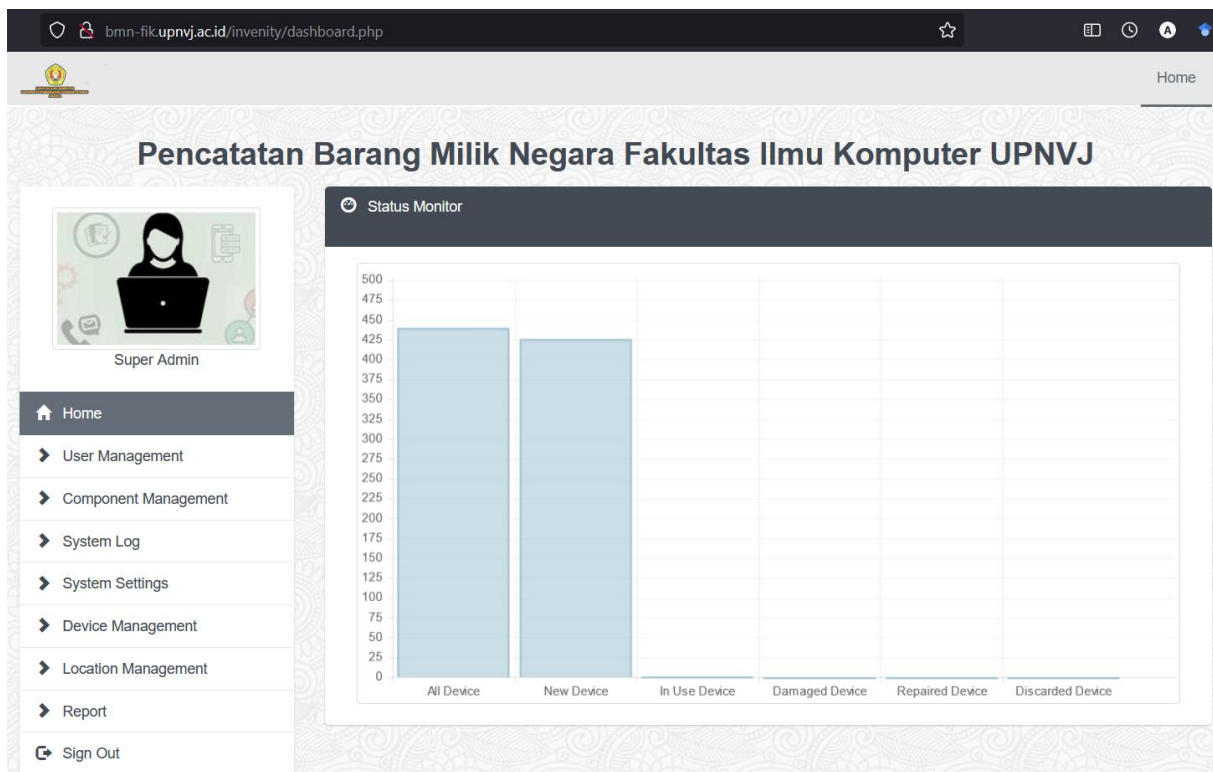 bmn-fik.upnvj.ac.id/invenity/dashboard.php
A
Home
Pencatatan Barang Milik Negara Fakultas Ilmu Komputer UPNVJ
Super Admin
Home
User Management
Component Management
System Log
System Settings
Device Management
Location Management
Report
Sign Out
Status Monitor
500
475
450
425
400
375
350
325
300
275
250
225
200
175
150
125
100
75
50
25
0
All Device New Device In Use Device Damaged Device Repaired Device Discarded Device